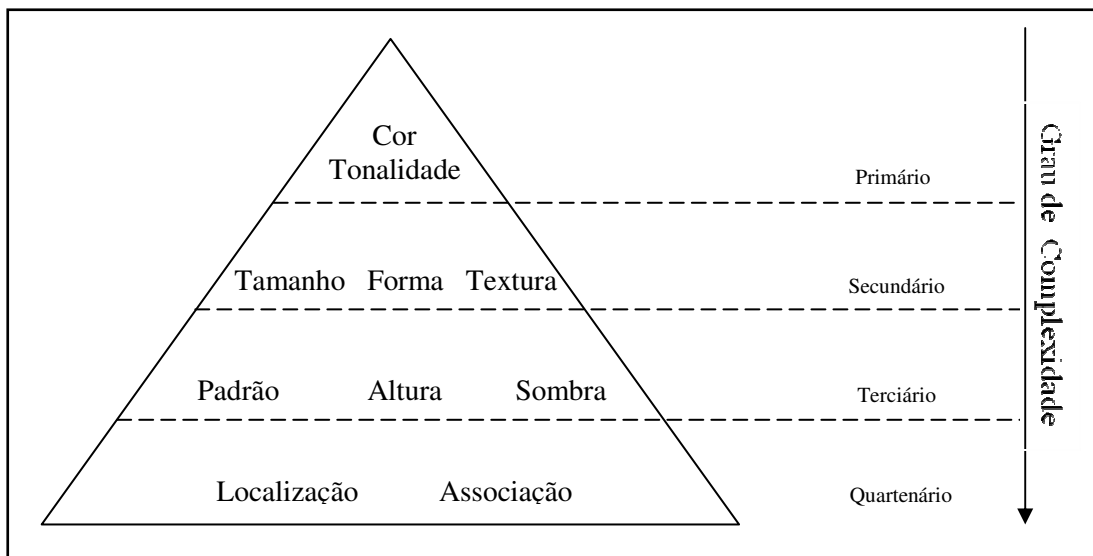 Cor
Tonalidade
Primário
Tamanho Forma Textura
Secundário
Padrão Altura Sombra
Terciário
Localização Associação
Quartenário
Grau de Complexidade